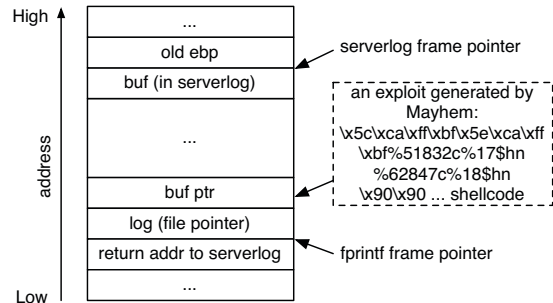 High
...
old ebp
serverlog frame pointer
buf (in serverlog)
an exploit generated by
Mayhem:
\x5c\xca\xff\xbf\x5e\xca\xff
\xbf%51832c%17$hn
%62847c%18$hn
\x90\x90 ... shellcode
...
address
buf ptr
log (file pointer)
return addr to serverlog
fprintf frame pointer
...
Low